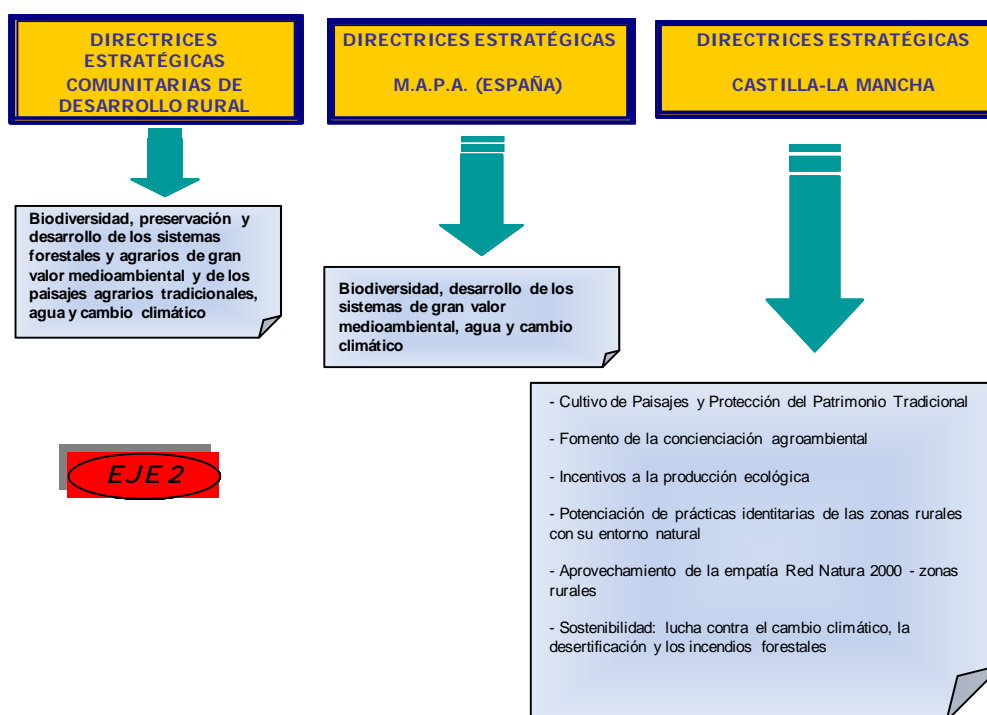 DIRECTRICES
ESTRATÉGICAS
COMUNITARIAS DE
DESARROLLO RURAL
DIRECTRICES ESTRATÉGICAS
M.A.P.A. (ESPAÑA)
DIRECTRICES ESTRATÉGICAS
CASTILLA-LA MANCHA
Biodiversidad, preservación y
desarrollo de los sistemas
forestales y agrarios de gran
valor medioambiental y de los
paisajes agrarios tradicionales,
agua y cambio climático
Biodiversidad, desarrollo de los
sistemas de gran valor
medioambiental, agua y cambio
climático
- Cultivo de Paisajes y Protección del Patrimonio Tradicional
- Fomento de la concienciación agroambiental
- Incentivos a la producción ecológica
- Potenciación de prácticas identitarias de las zonas rurales
con su entorno natural
- Aprovechamiento de la empatía Red Natura 2000 - zonas
rurales
- Sostenibilidad: lucha contra el cambio climático, la
desertificación y los incendios forestales
EJE 2